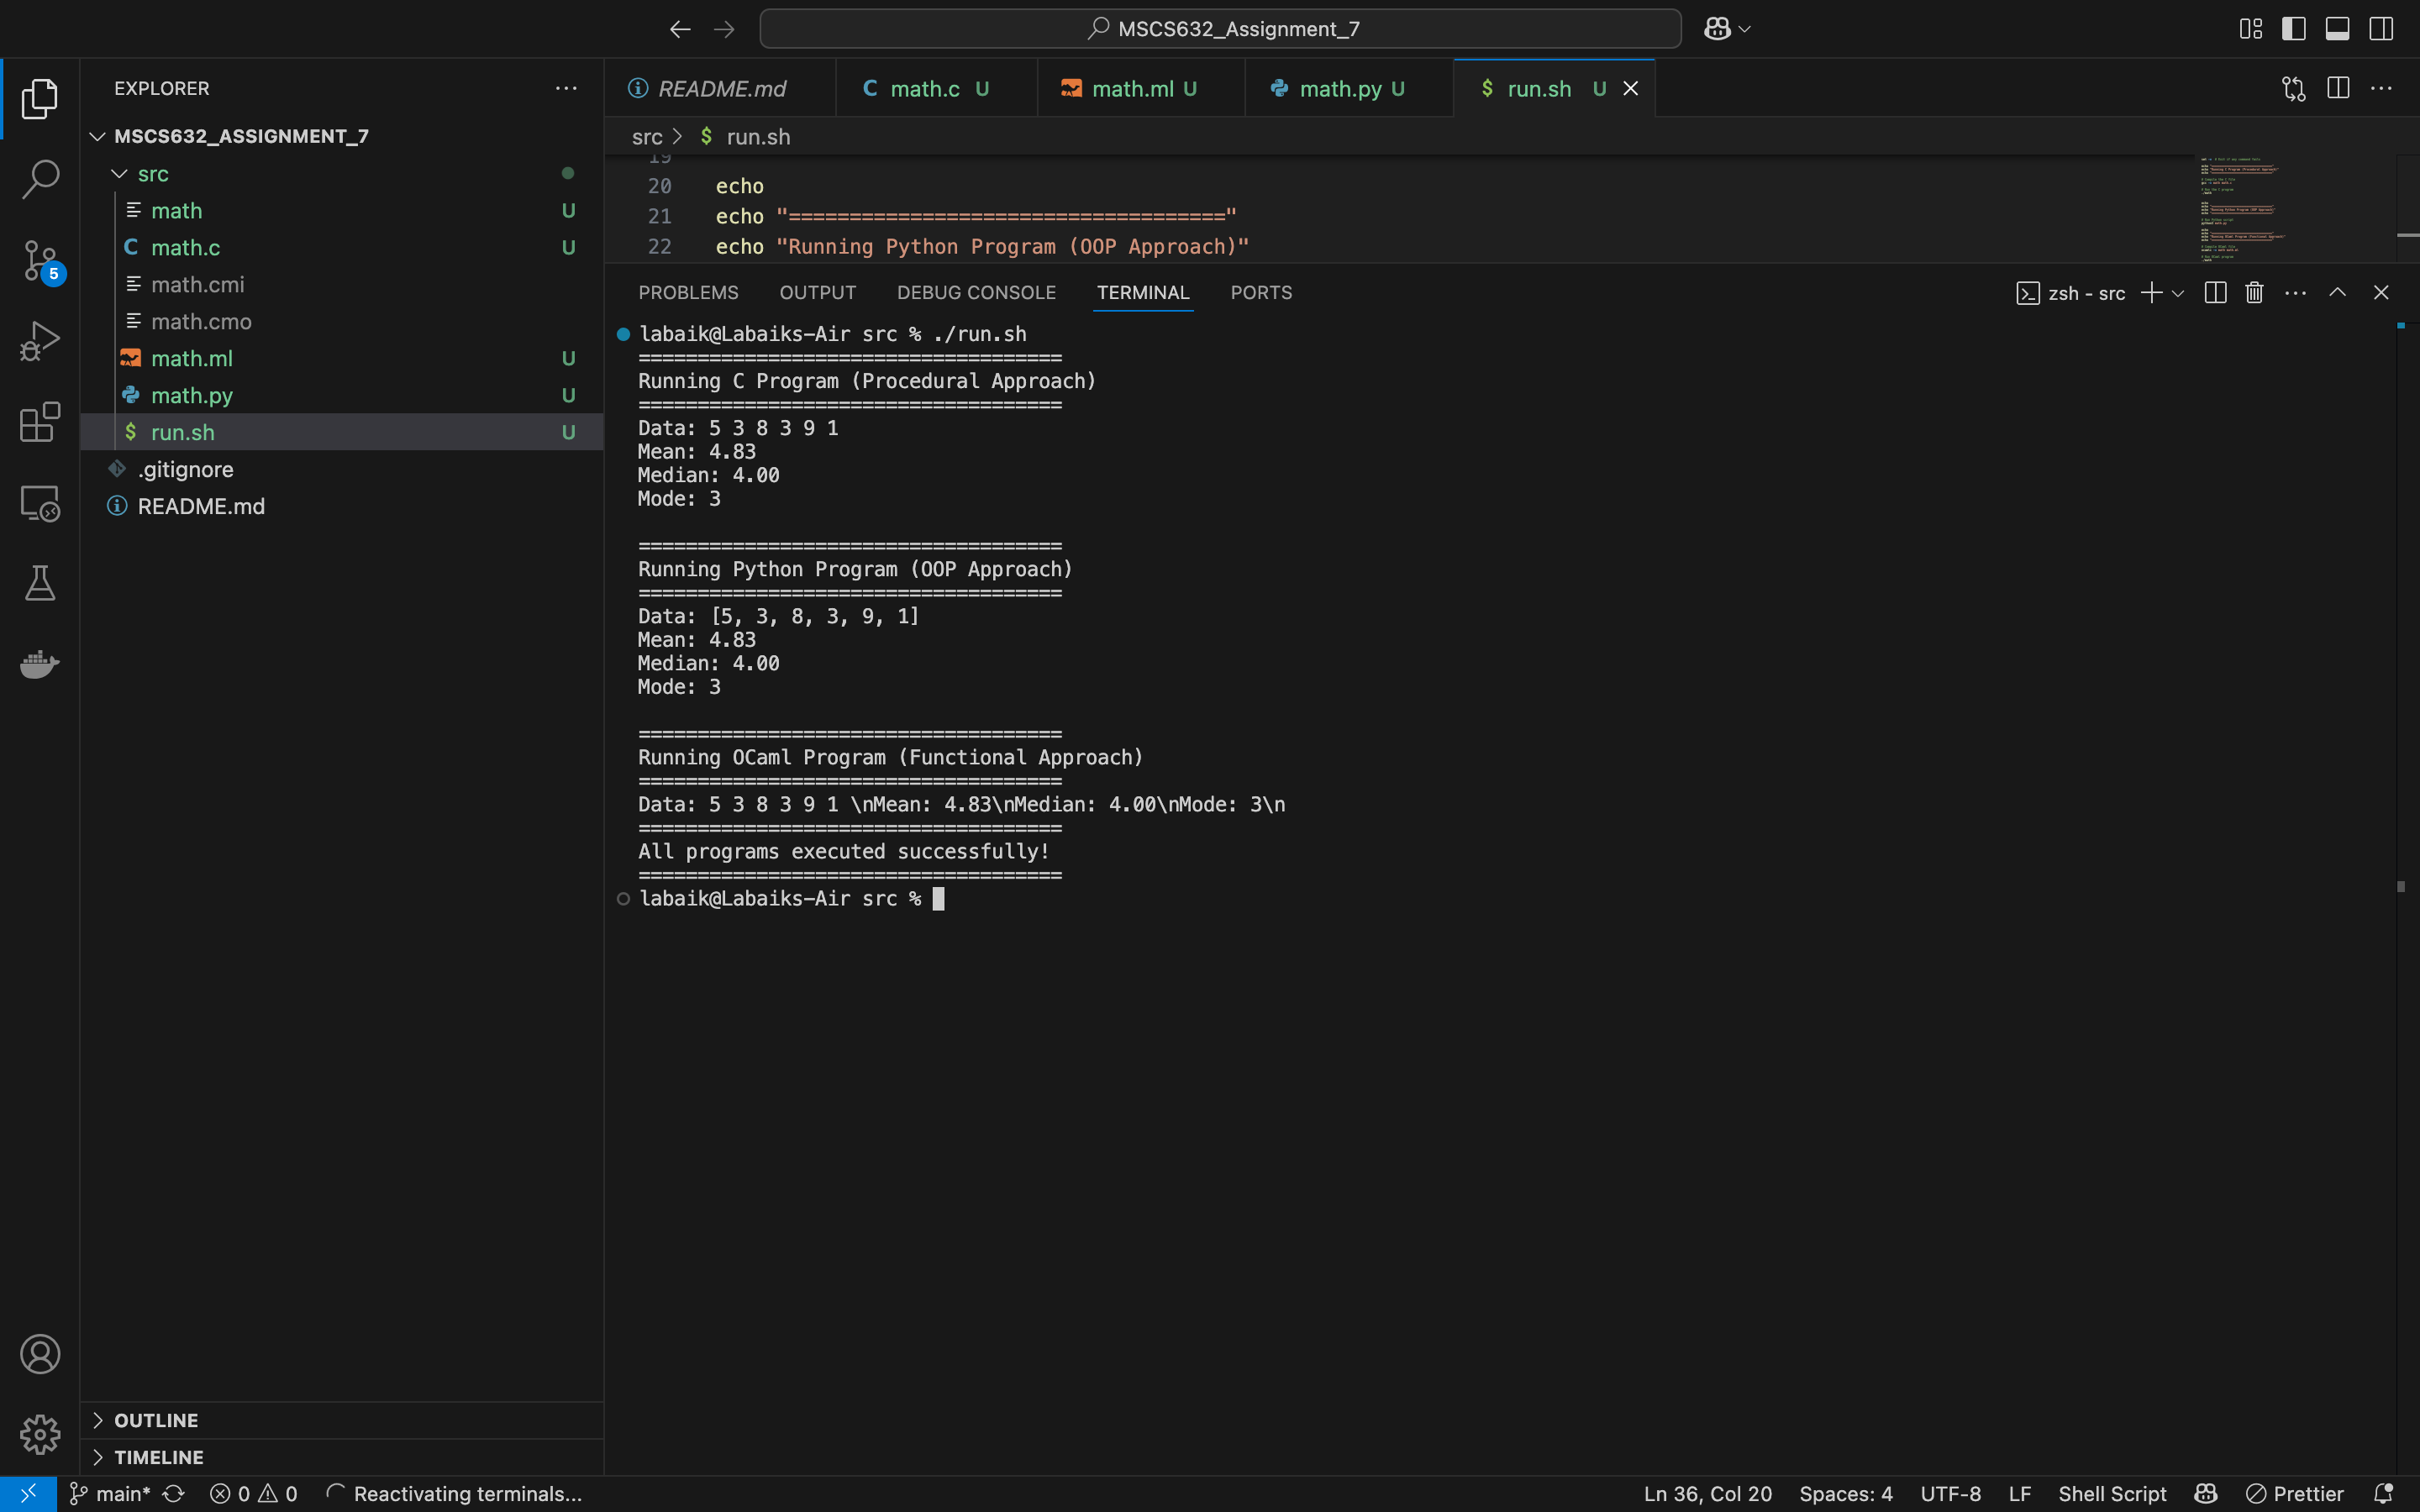 MSCS632_Assignment_7
EXPLORER
MSCS632_ASSIGNMENT_7
src
math U
C math.c U
math.cmi
math.cmo
math.ml U
math.py U
$ run.sh U
.gitignore
README.md
5
OUTLINE
TIMELINE
README.md
C math.c U
math.ml U
math.py U
$ run.sh U
src > $ run.sh
19
20 echo
21 echo "===================================="
22 echo "Running Python Program (OOP Approach)"
PROBLEMS OUTPUT DEBUG CONSOLE TERMINAL PORTS
zsh - src
labaik@Labaiks-Air src % ./run.sh
====================================
Running C Program (Procedural Approach)
====================================
Data: 5 3 8 3 9 1
Mean: 4.83
Median: 4.00
Mode: 3
====================================
Running Python Program (OOP Approach)
====================================
Data: [5, 3, 8, 3, 9, 1]
Mean: 4.83
Median: 4.00
Mode: 3
====================================
Running OCaml Program (Functional Approach)
====================================
Data: 5 3 8 3 9 1 \nMean: 4.83\nMedian: 4.00\nMode: 3\n
====================================
All programs executed successfully!
====================================
labaik@Labaiks-Air src %
main* 0 0 Reactivating terminals...
Ln 36, Col 20 Spaces: 4 UTF-8 LF Shell Script Prettier